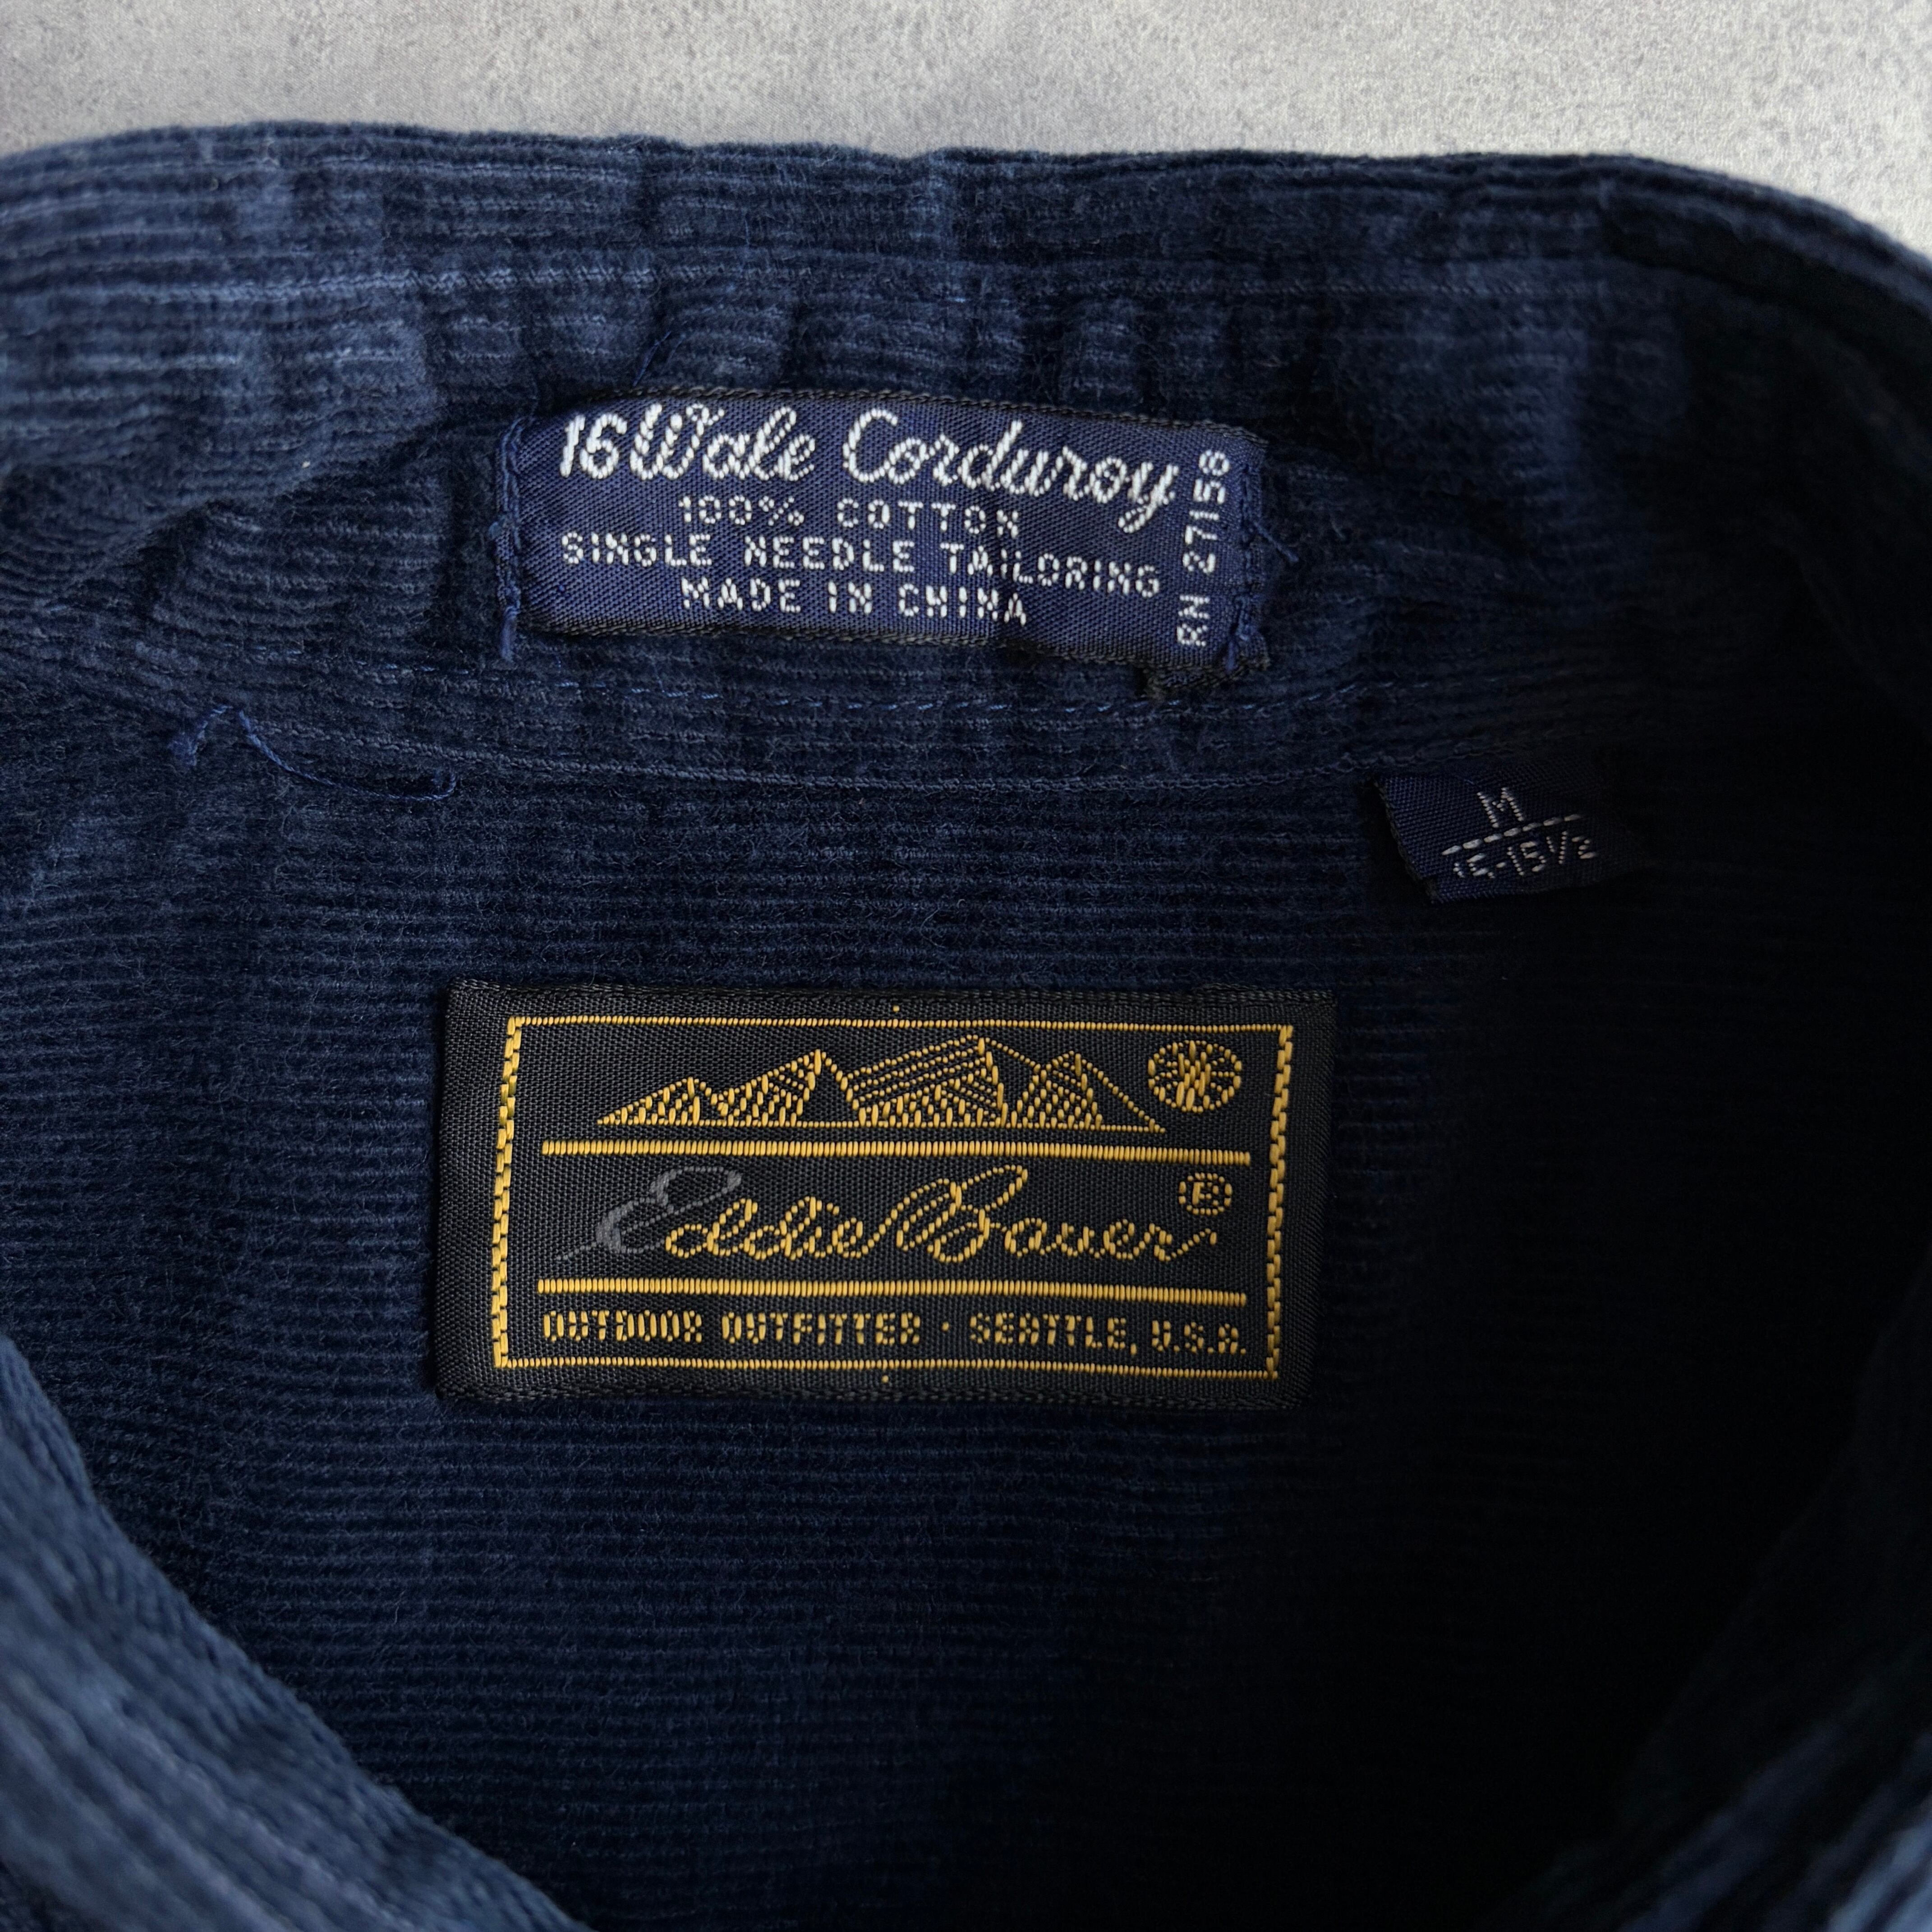 16 Wale Corduroy
100% COTTON
SINGLE NEEDLE TAILORING
MADE IN CHINA
RN 27156
M
15-15 1/2
Eddie Bauer ®
OUTDOOR OUTFITTER · SEATTLE, U.S.A.